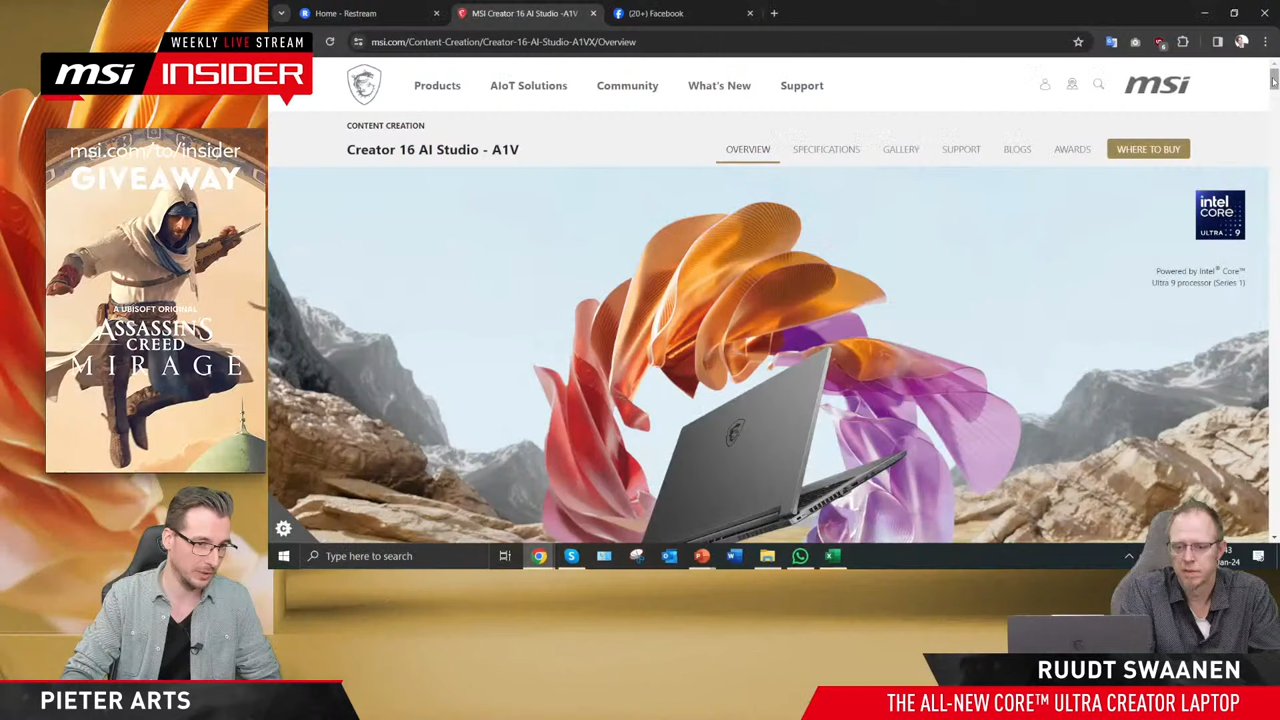 WEEKLY LIVE STREAM
msi INSIDER
msi.com/to/insider
GIVEAWAY
A UBISOFT ORIGINAL
ASSASSIN'S
CREED
MIRAGE
Home - Restream
MSI Creator 16 AI Studio -A1V
(20+) Facebook
msi.com/Content-Creation/Creator-16-AI-Studio-A1VX/Overview
Products
AIoT Solutions
Community
What's New
Support
msi
CONTENT CREATION
Creator 16 AI Studio - A1V
OVERVIEW
SPECIFICATIONS
GALLERY
SUPPORT
BLOGS
AWARDS
WHERE TO BUY
intel
CORE
ULTRA 9
Powered by Intel® Core™
Ultra 9 processor (Series 1)
Type here to search
PIETER ARTS
RUUDT SWAANEN
THE ALL-NEW CORE™ ULTRA CREATOR LAPTOP